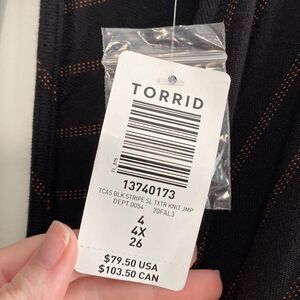 TORRID
13740173
TCAS BLK STRIPE SL TXTR KNIT JMP
DEPT 0054 20FAL3
4
4X
26
$79.50 USA
$103.50 CAN